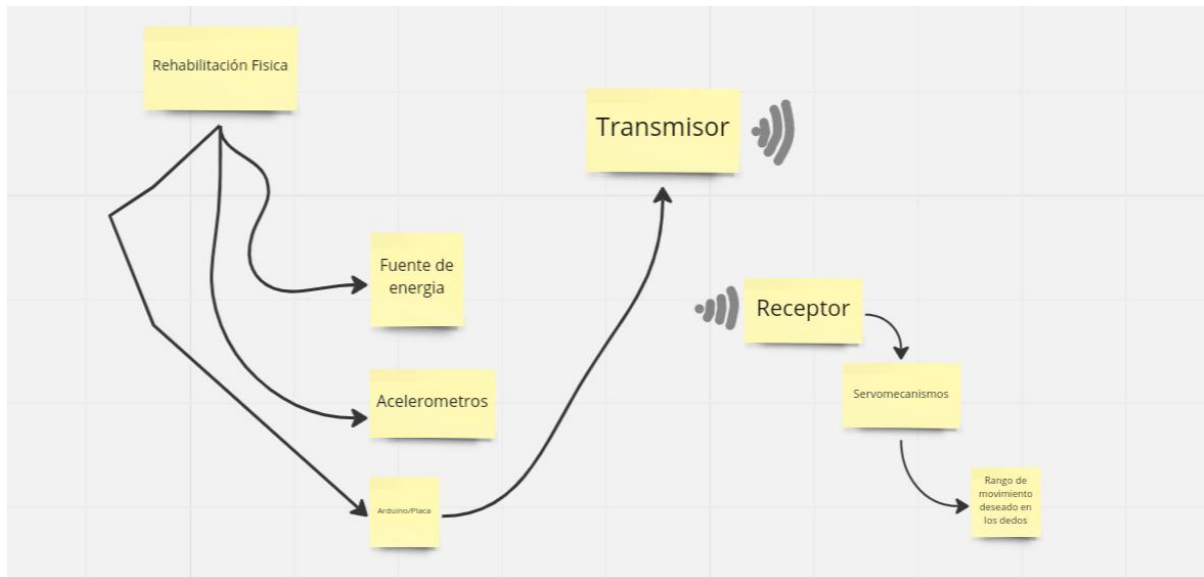 Rehabilitación Fisica
Transmisor
Fuente de
energia
Receptor
Acelerometros
Servomecanismos
Arduino/Placa
Rango de
movimiento
deseado en
los dedos